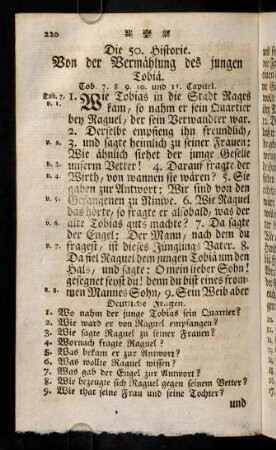 220
Die 50. Historie.
Von der Vermählung des jungen
Tobiä.
Tob. 7. 8. 9. 10. und 11. Capitel.
Tob. 7. 1. Wie Tobias in die Stadt Rages
v. 1. kam, so nahm er sein Quartier
bey Raguel, der sein Verwandter war.
2. Derselbe empfieng ihn freundlich,
v. 2. und 3. und sagte heimlich zu seiner Frauen:
Wie ähnlich siehet der junge Geselle
v. 3. unserm Vetter! 4. Darauf fragte der
v. 4. Wirth, von wannen sie wären? 5. Sie
gaben zur Antwort: Wir sind von den
v. 5. Gefangenen zu Ninive. 6. Wie Raguel
das hörte, so fragte er alsobald, was der
v. 6. alte Tobias guts mache? 7. Da sagte
der Engel: Der Mann, nach dem du
v. 7. fragest, ist dieses Jünglings Vater. 8.
Da fiel Raguel dem jungen Tobiä um den
Hals, und sagte: O mein lieber Sohn!
gesegnet seyst du! denn du bist eines from-
v. 8. men Mannes Sohn, 9. Sein Weib aber
Deutliche Fragen.
1. Wo nahm der junge Tobias sein Quartier?
2. Wie ward er von Raguel empfangen?
3. Wie sagte Raguel zu seiner Frauen?
4. Wornach fragte Raguel?
5. Was bekam er zur Antwort?
6. Was wollte Raguel wissen?
7. Was gab der Engel zur Antwort?
8. Wie bezeugte sich Raguel gegen seinem Vetter?
9. Wie that seine Frau und seine Tochter?
und